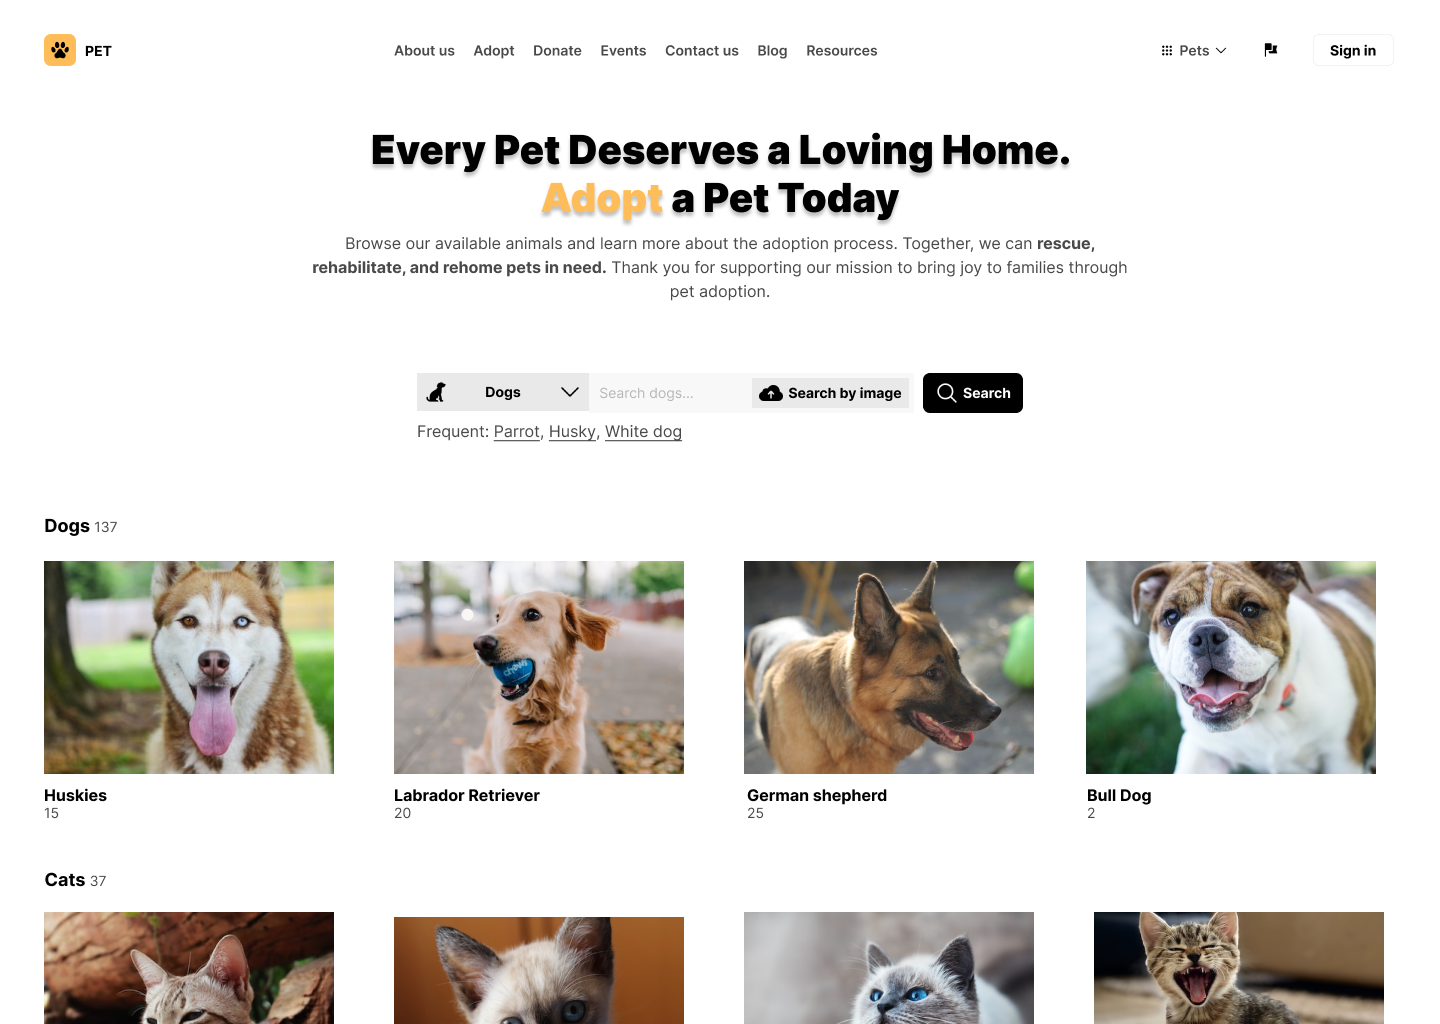 PET
About us Adopt Donate Events Contact us Blog Resources
Pets
Sign in
Every Pet Deserves a Loving Home.
Adopt a Pet Today
Browse our available animals and learn more about the adoption process. Together, we can rescue,
rehabilitate, and rehome pets in need. Thank you for supporting our mission to bring joy to families through
pet adoption.
Dogs
Search dogs...
Search by image
Search
Frequent: Parrot, Husky, White dog
Dogs 137
chewy
Huskies
15
Labrador Retriever
20
German shepherd
25
Bull Dog
2
Cats 37